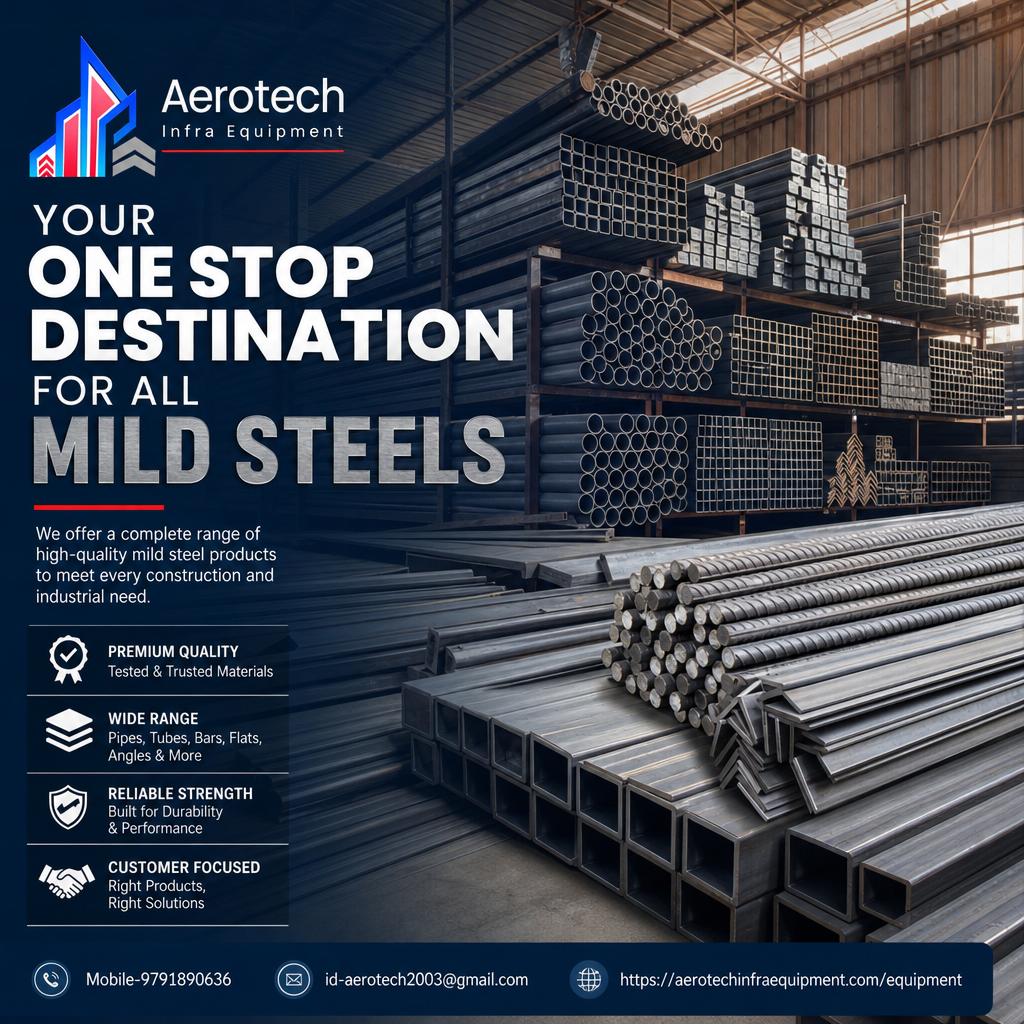 Aerotech
Infra Equipment
YOUR
ONE STOP
DESTINATION
FOR ALL
MILD STEELS
We offer a complete range of
high-quality mild steel products
to meet every construction and
industrial need.
PREMIUM QUALITY
Tested & Trusted Materials
WIDE RANGE
Pipes, Tubes, Bars, Flats,
Angles & More
RELIABLE STRENGTH
Built for Durability
& Performance
CUSTOMER FOCUSED
Right Products,
Right Solutions
Mobile-9791890636
id-aerotech2003@gmail.com
https://aerotechinfraequipment.com/equipment